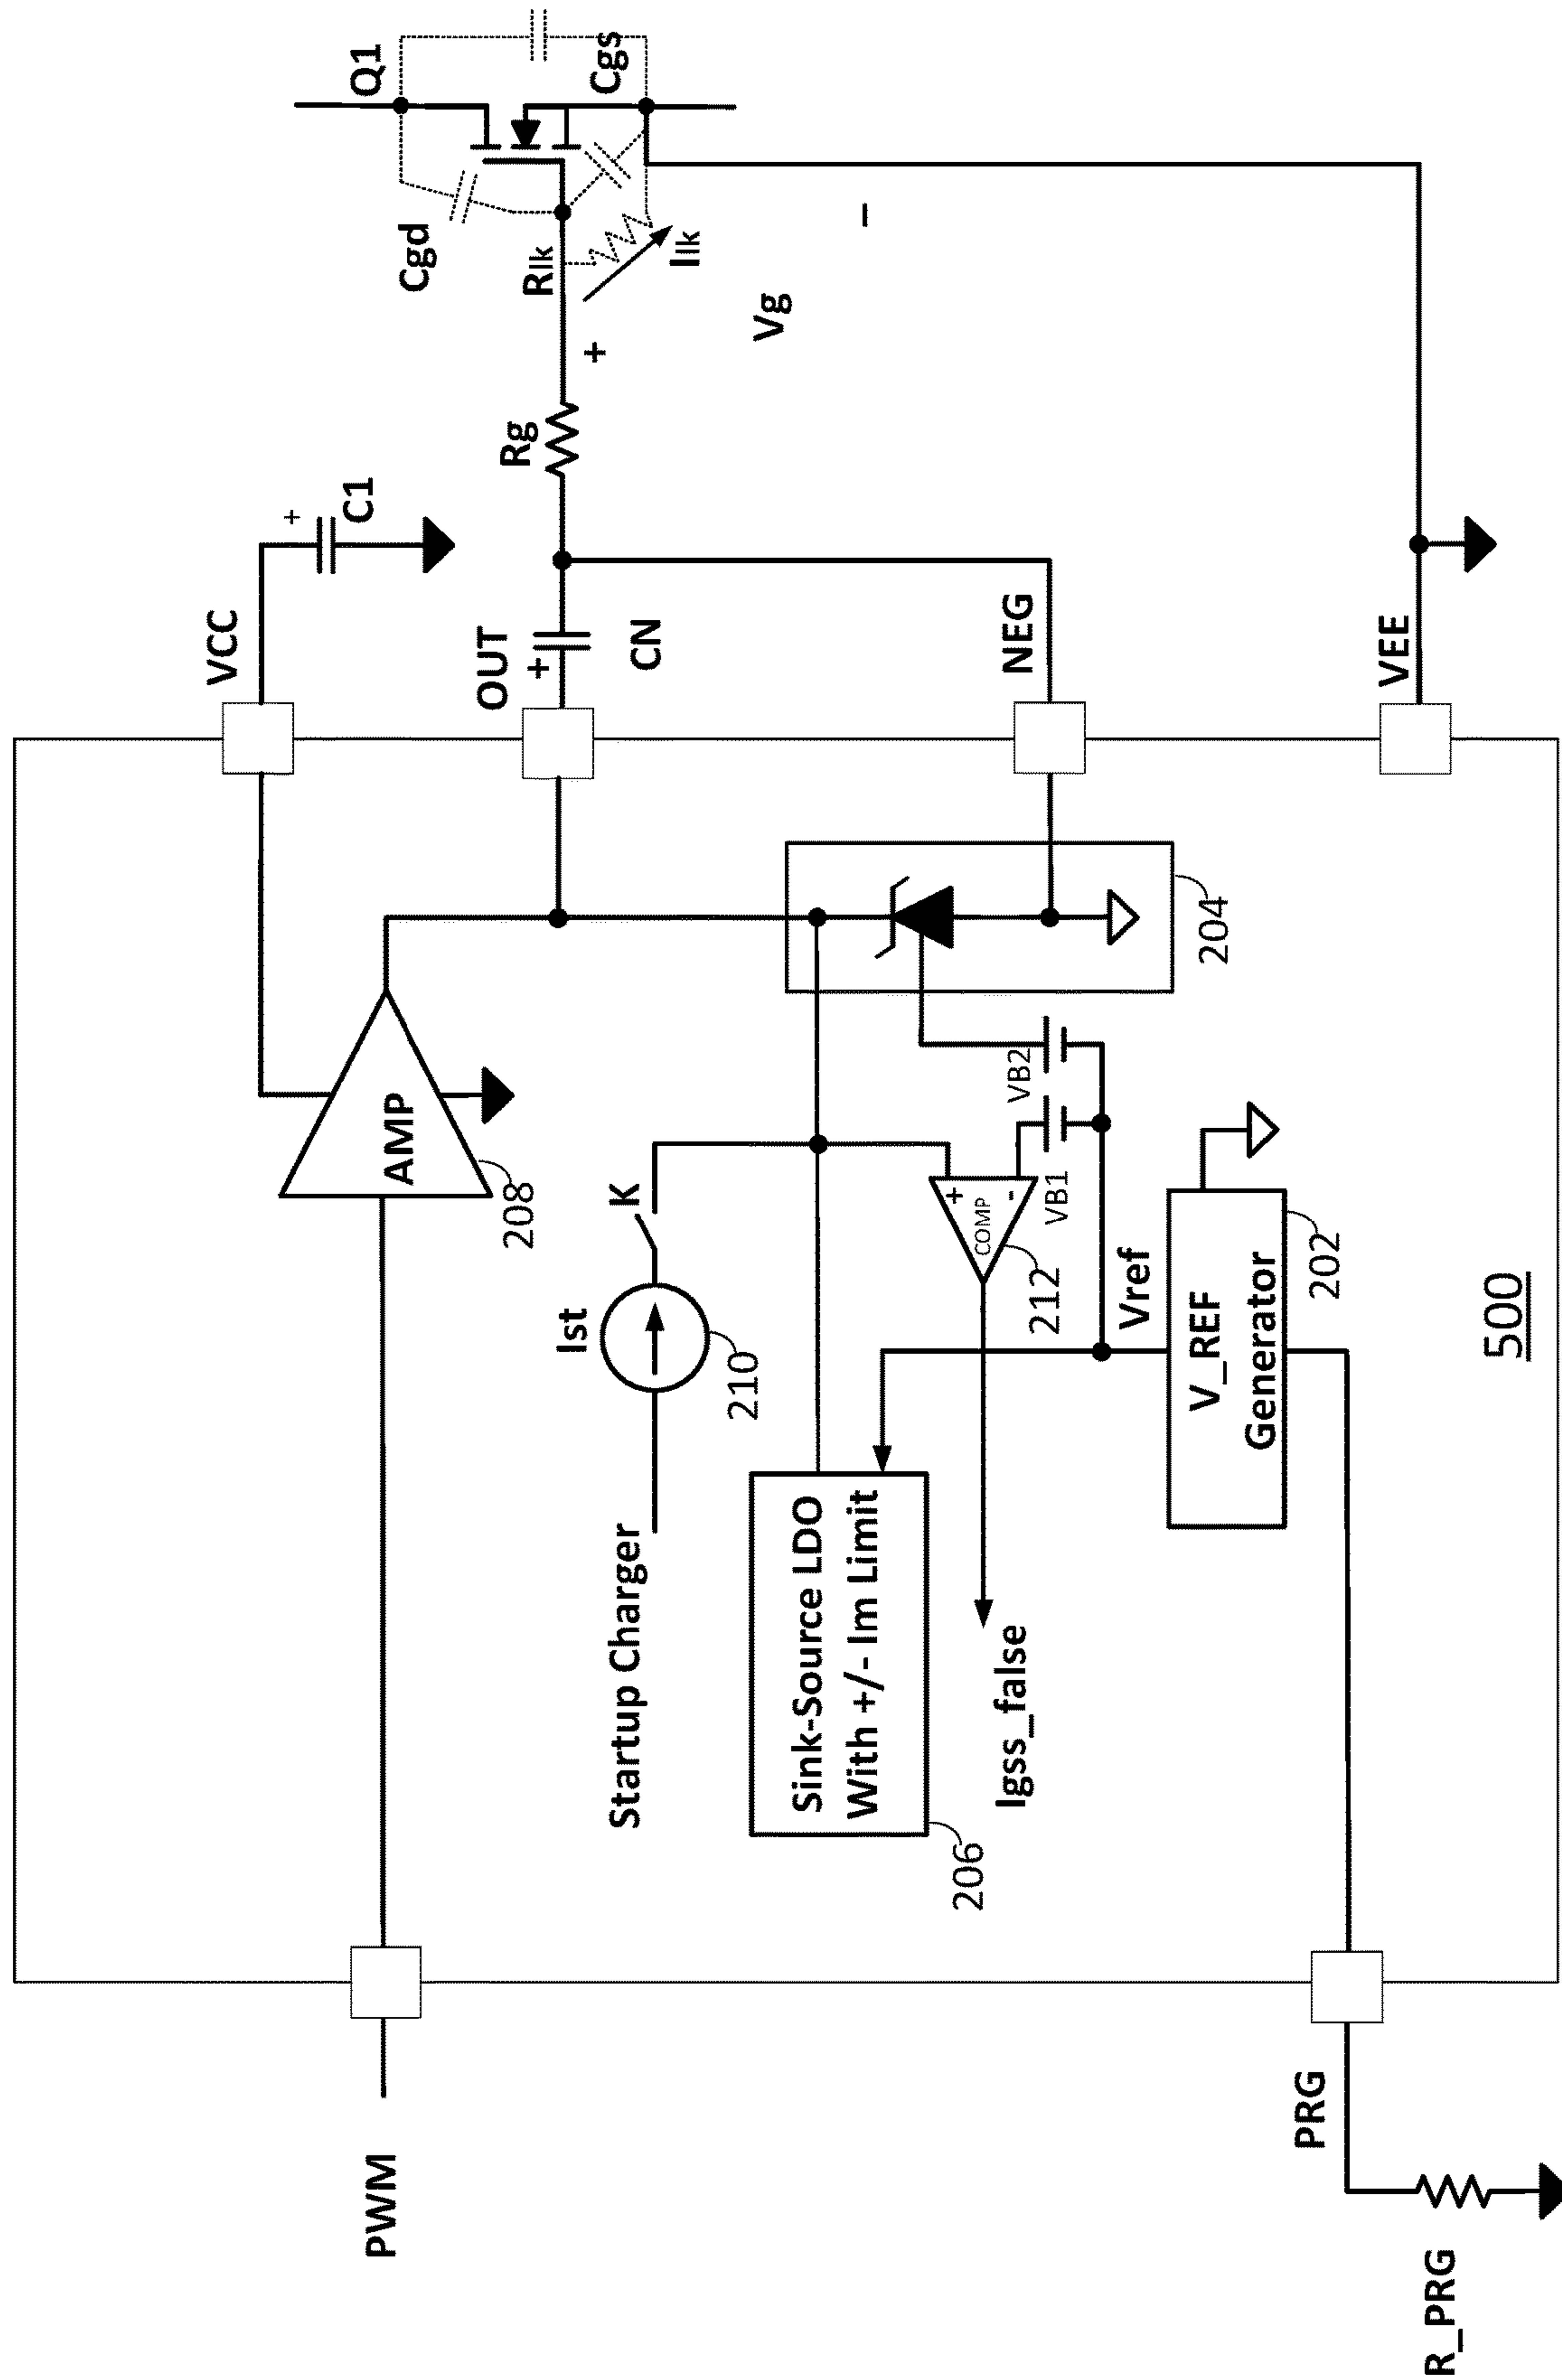 PWM
AMP
208
VCC
+
C1
Q1
Cgd
Cgs
Rlk
Ilk
OUT
+
CN
Rg
+
Vg
–
Startup Charger
Ist
210
K
Sink-Source LDO
With +/- Im Limit
206
+
-
COMP
212
VB1
VB2
204
NEG
Igss_false
Vref
V_REF
Generator
202
VEE
PRG
R_PRG
500